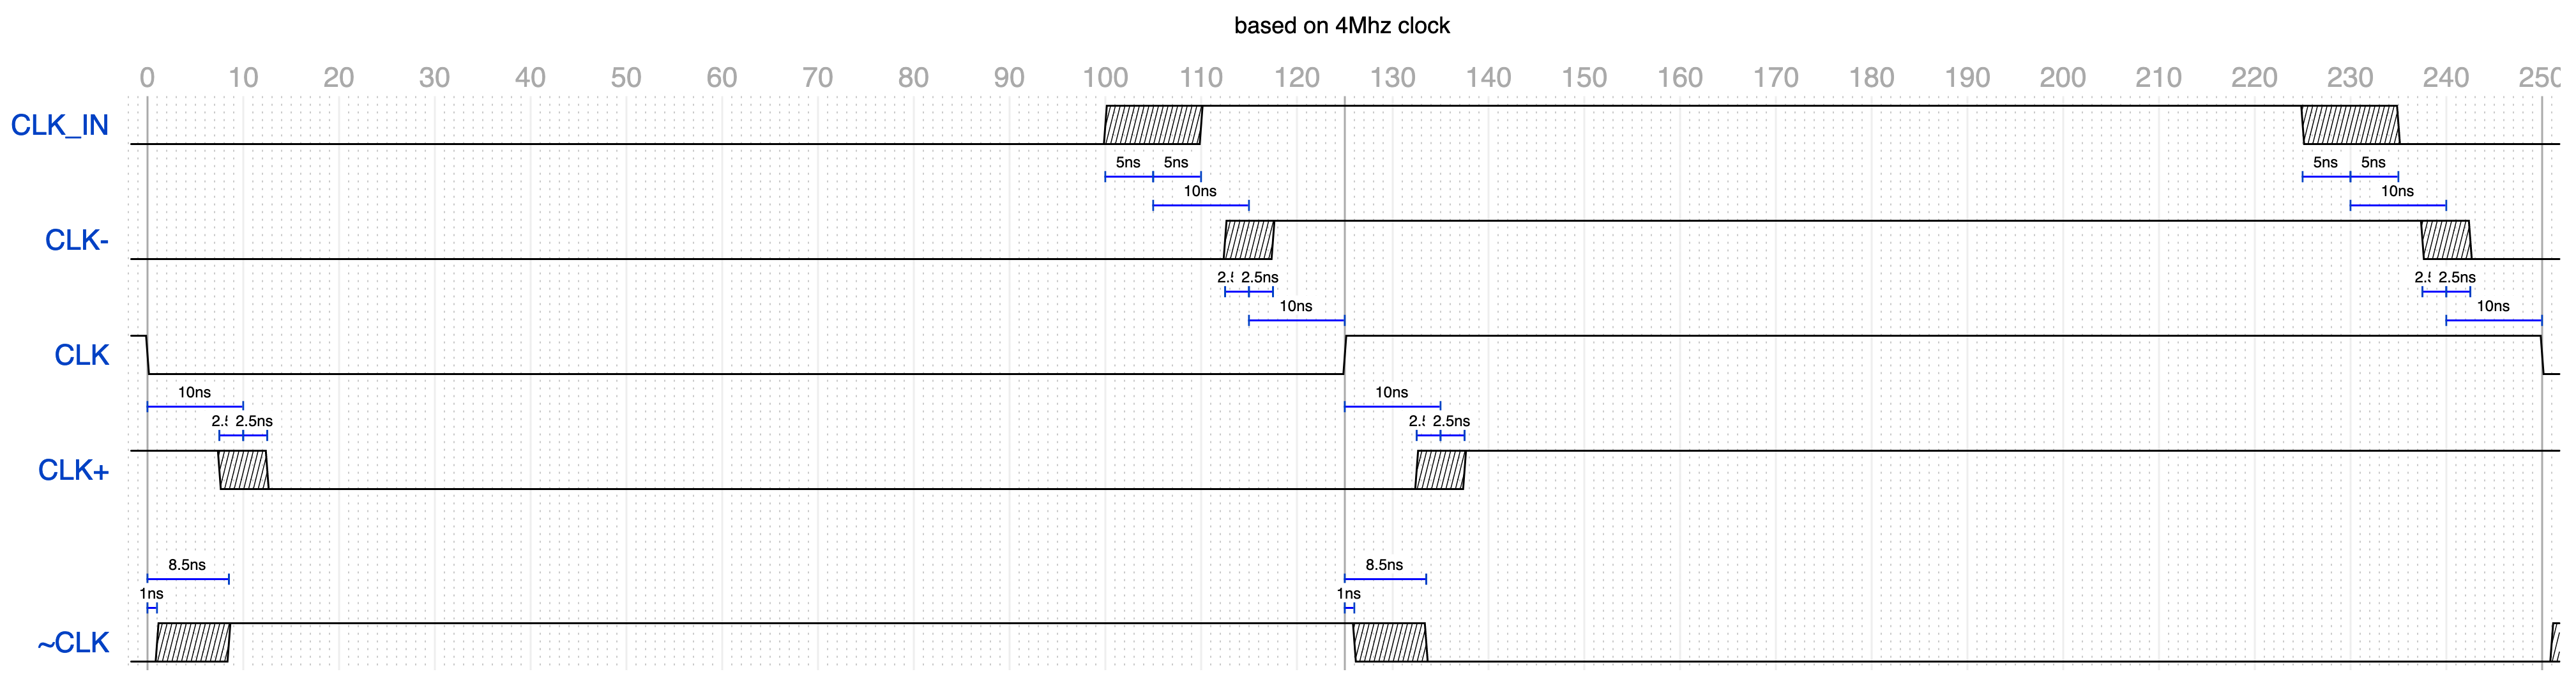 based on 4Mhz clock
0 10 20 30 40 50 60 70 80 90 100 110 120 130 140 150 160 170 180 190 200 210 220 230 240 250
CLK_IN
5ns 5ns 5ns 5ns
10ns 10ns
CLK-
2.5ns 2.5ns
10ns 10ns
CLK
10ns 10ns
2.5ns 2.5ns
CLK+
8.5ns 8.5ns
1ns 1ns
~CLK